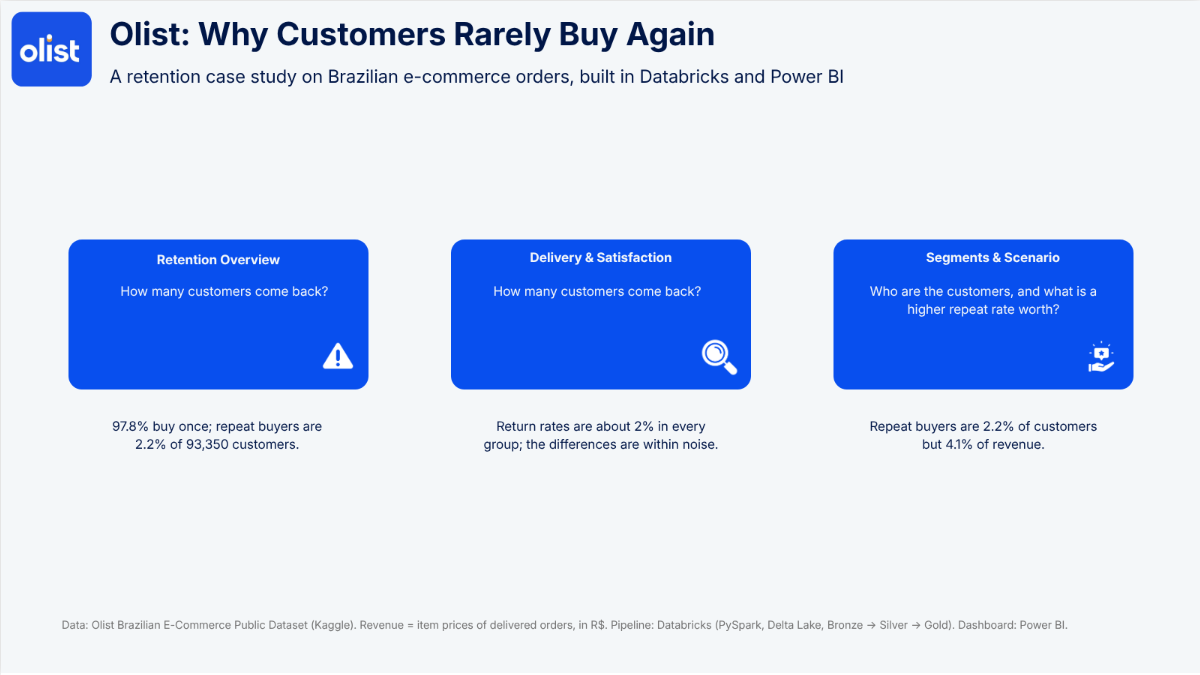 olist
Olist: Why Customers Rarely Buy Again
A retention case study on Brazilian e-commerce orders, built in Databricks and Power BI
Retention Overview
How many customers come back?
97.8% buy once; repeat buyers are
2.2% of 93,350 customers.
Delivery & Satisfaction
How many customers come back?
Return rates are about 2% in every
group; the differences are within noise.
Segments & Scenario
Who are the customers, and what is a
higher repeat rate worth?
Repeat buyers are 2.2% of customers
but 4.1% of revenue.
Data: Olist Brazilian E-Commerce Public Dataset (Kaggle). Revenue = item prices of delivered orders, in R$. Pipeline: Databricks (PySpark, Delta Lake, Bronze → Silver → Gold). Dashboard: Power BI.